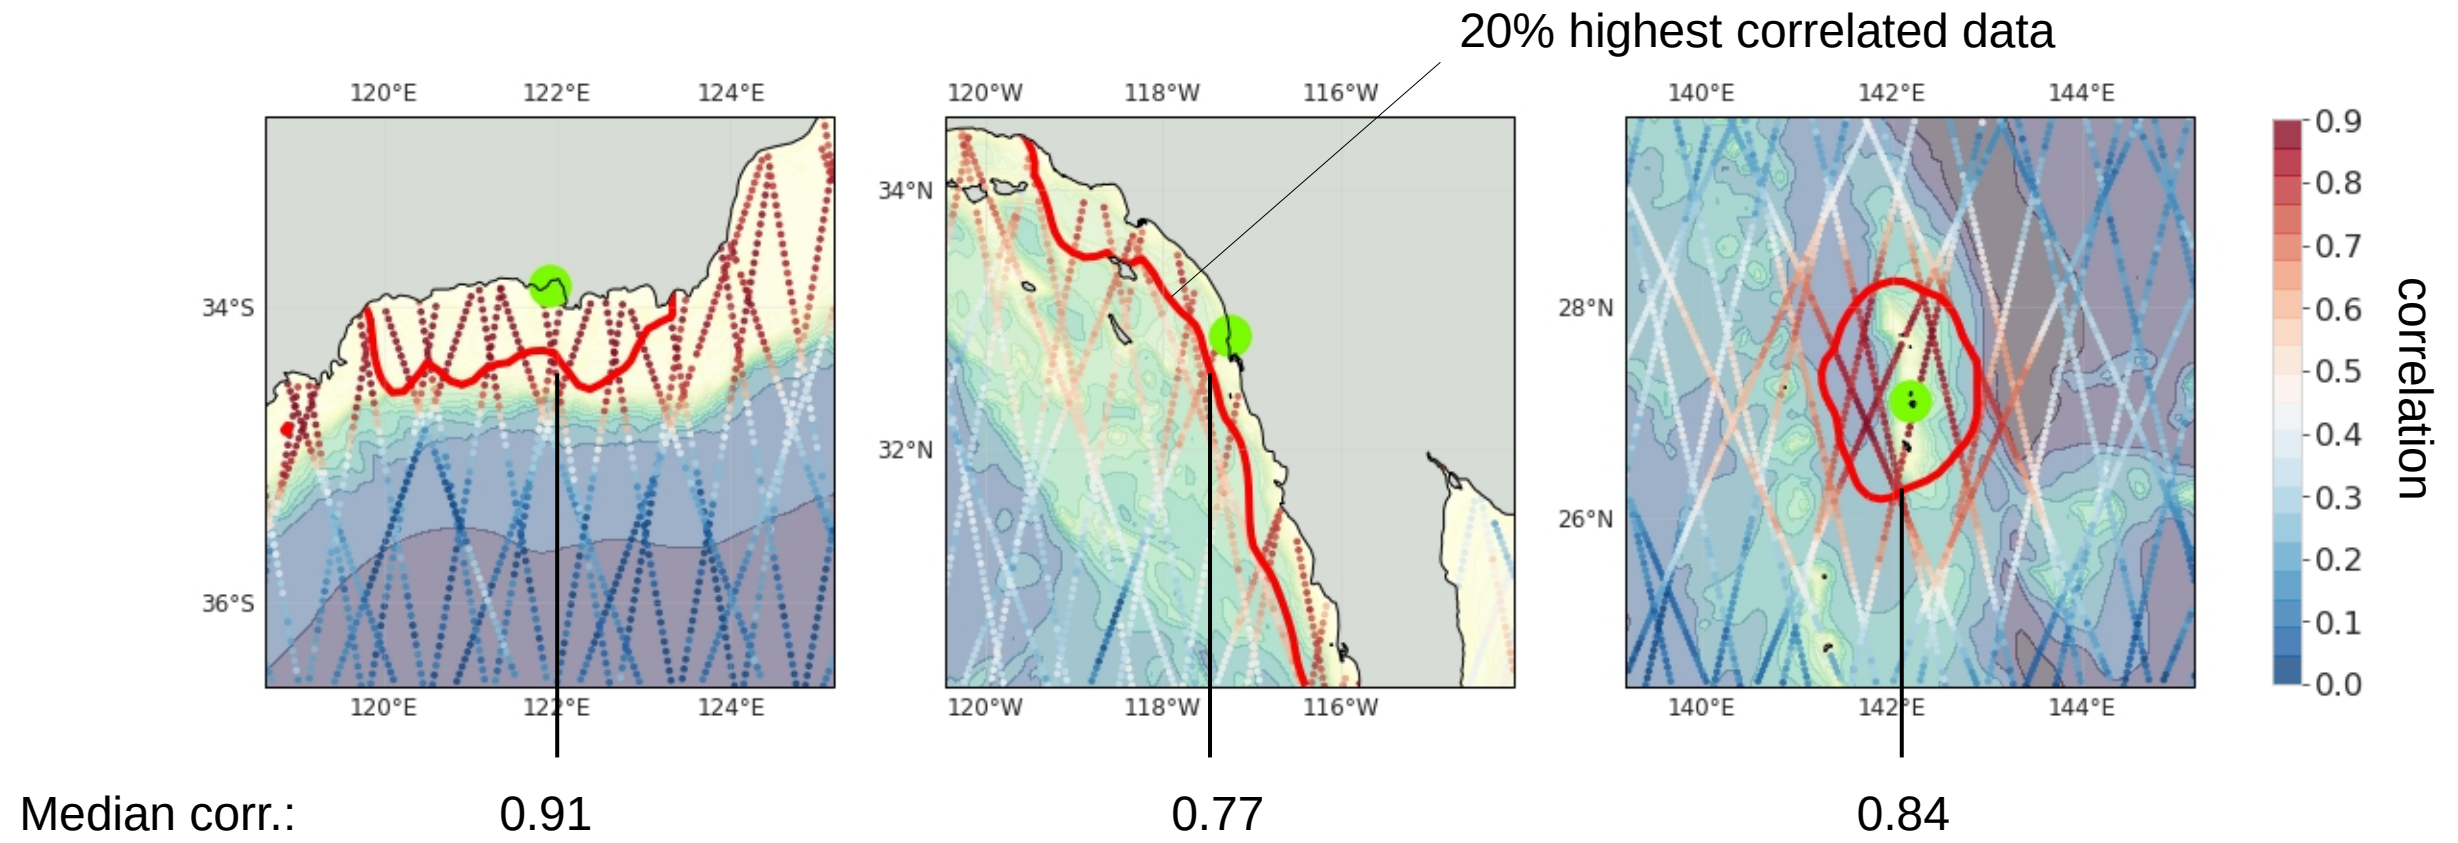 20% highest correlated data
120°E 122°E 124°E
120°W 118°W 116°W
140°E 142°E 144°E
34°S
36°S
34°N
32°N
28°N
26°N
120°E 122°E 124°E
120°W 118°W 116°W
140°E 142°E 144°E
0.9
0.8
0.7
0.6
0.5
0.4
0.3
0.2
0.1
0.0
correlation
Median corr.: 0.91 0.77 0.84